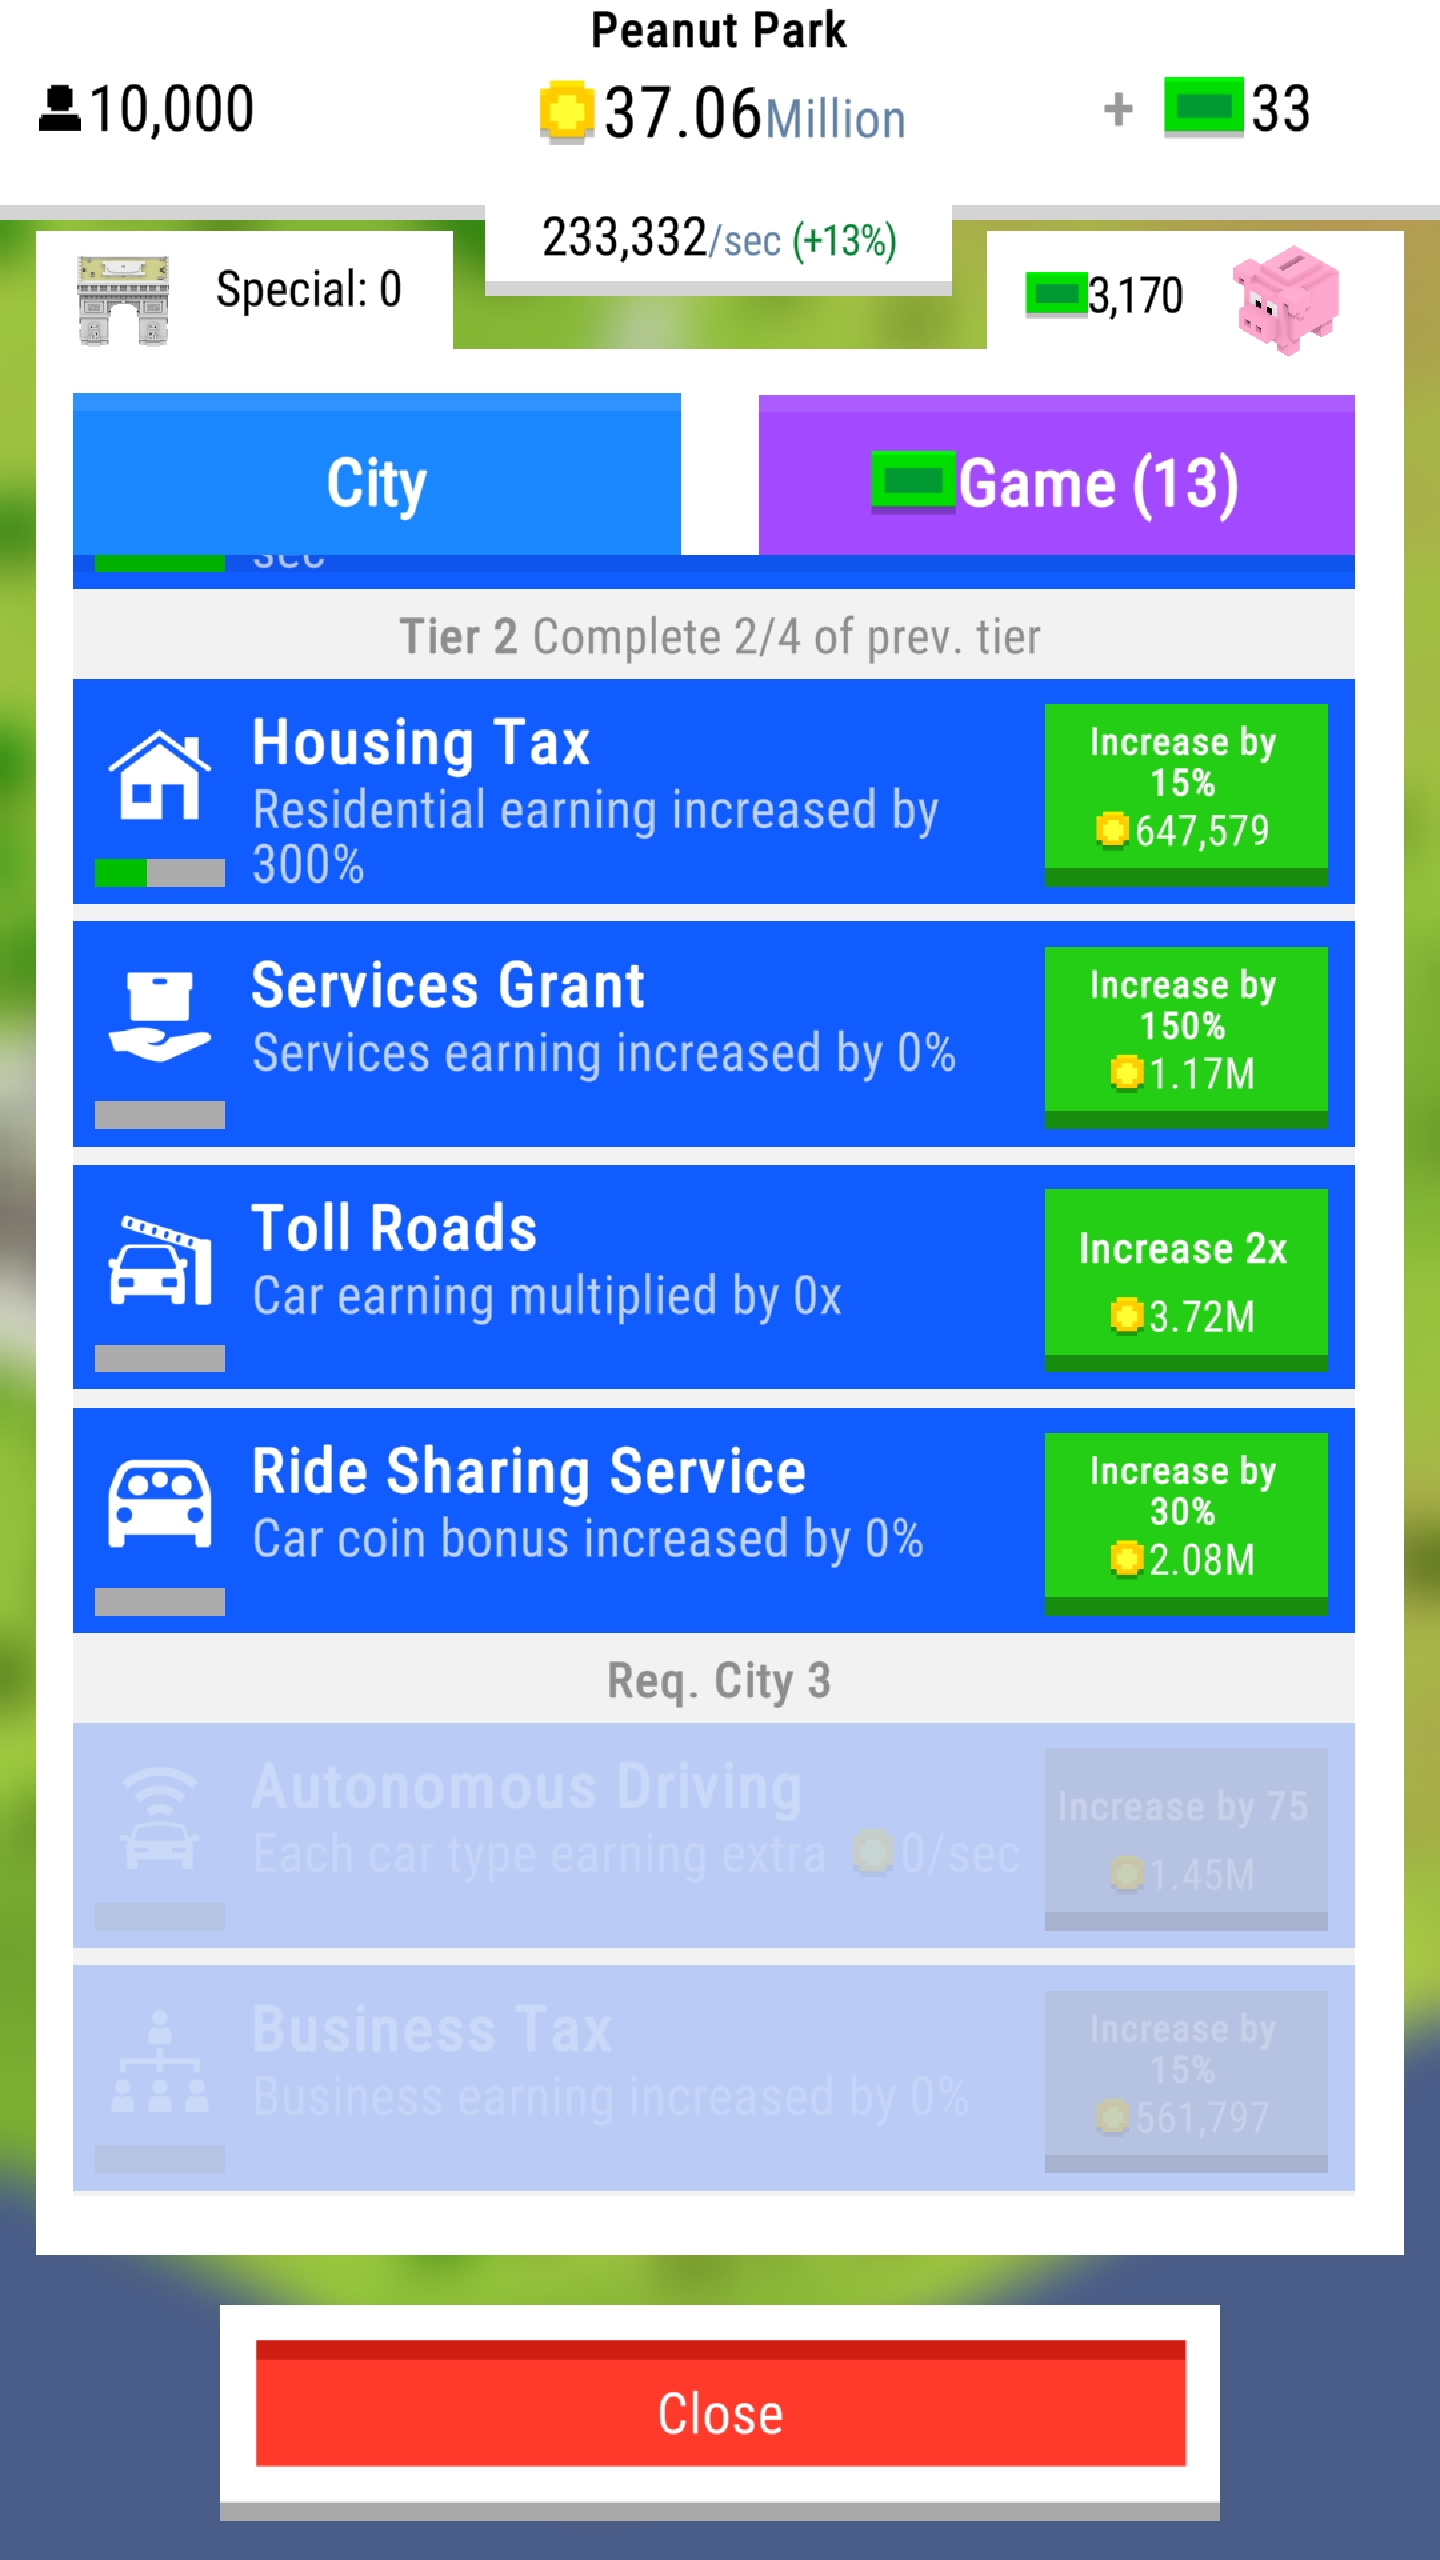 Peanut Park
10,000
37.06Million
+ 33
233,332/sec (+13%)
Special: 0
3,170
City
Game (13)
sec
Tier 2 Complete 2/4 of prev. tier
Housing Tax
Residential earning increased by
300%
Increase by
15%
647,579
Services Grant
Services earning increased by 0%
Increase by
150%
1.17M
Toll Roads
Car earning multiplied by 0x
Increase 2x
3.72M
Ride Sharing Service
Car coin bonus increased by 0%
Increase by
30%
2.08M
Req. City 3
Autonomous Driving
Each car type earning extra 0/sec
Increase by 75
1.45M
Business Tax
Business earning increased by 0%
Increase by
15%
561,797
Close